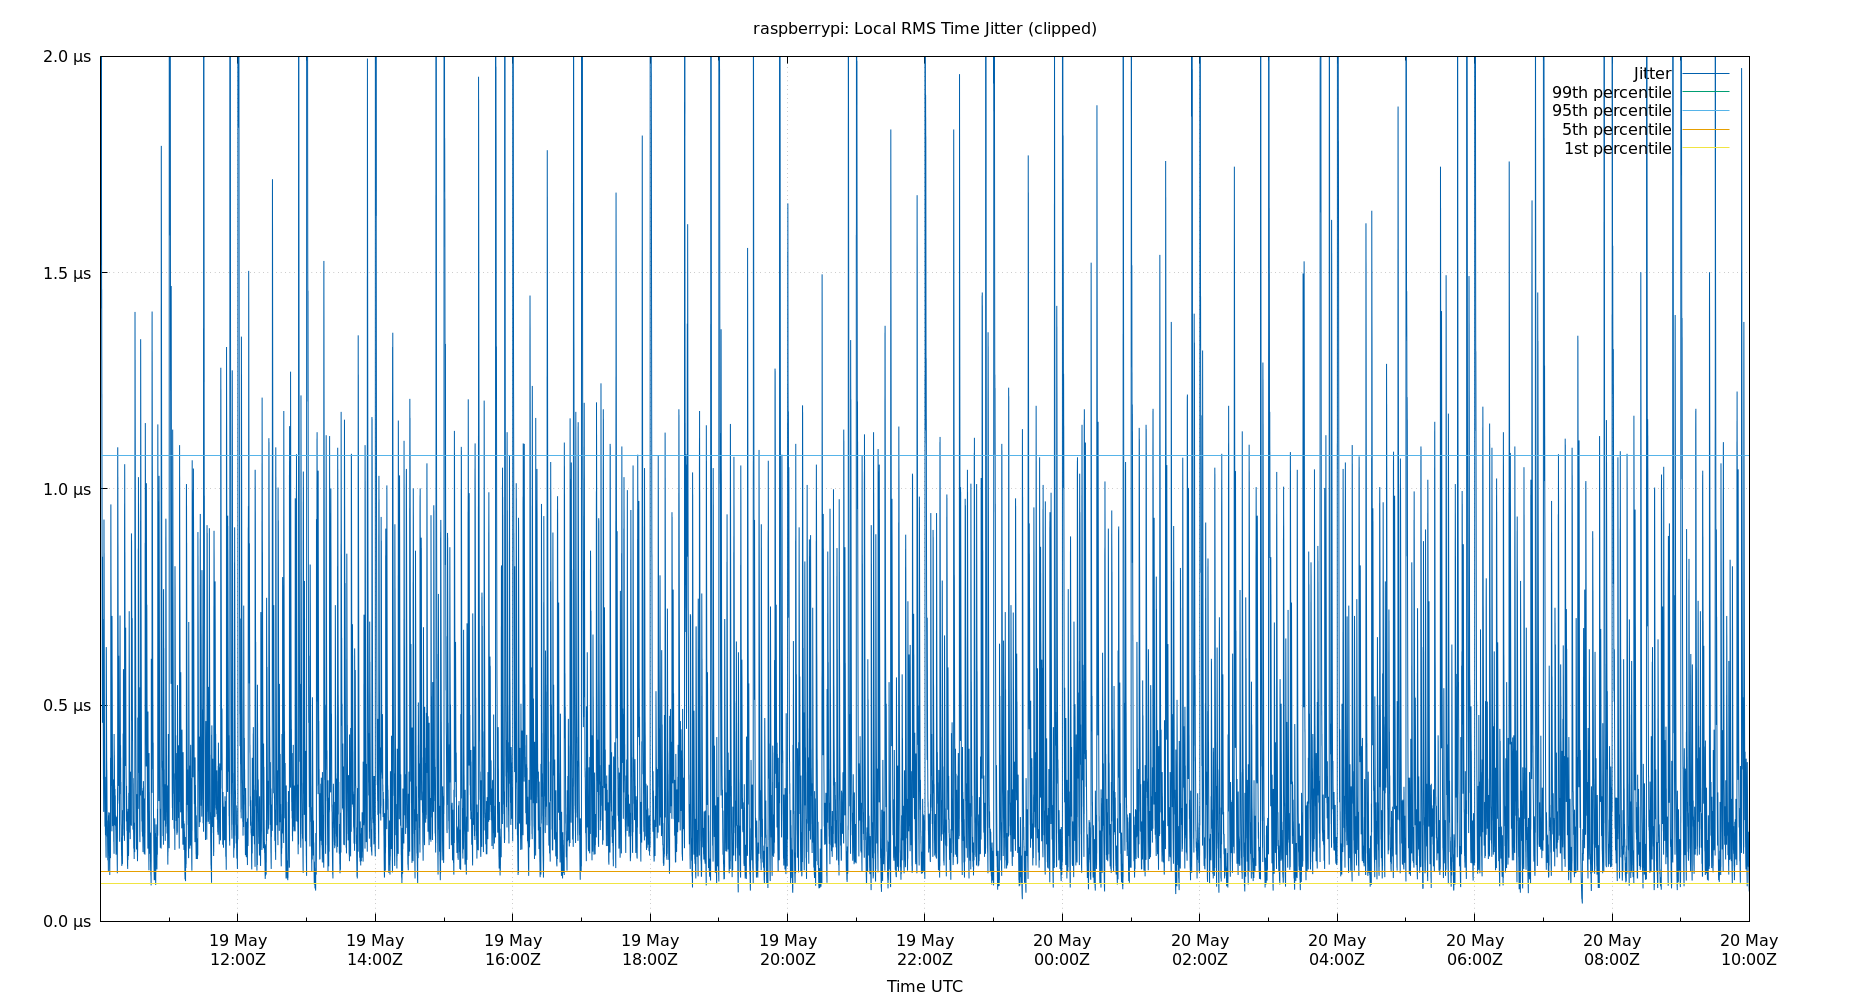 raspberrypi: Local RMS Time Jitter (clipped)
2.0 µs
1.5 µs
1.0 µs
0.5 µs
0.0 µs
Jitter
99th percentile
95th percentile
5th percentile
1st percentile
19 May 19 May 19 May 19 May 19 May 19 May 20 May 20 May 20 May 20 May 20 May 20 May
12:00Z 14:00Z 16:00Z 18:00Z 20:00Z 22:00Z 00:00Z 02:00Z 04:00Z 06:00Z 08:00Z 10:00Z
Time UTC